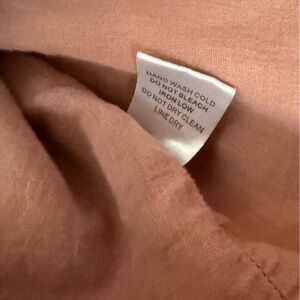 HAND WASH COLD
DO NOT BLEACH
IRON LOW
DO NOT DRY CLEAN
LINE DRY